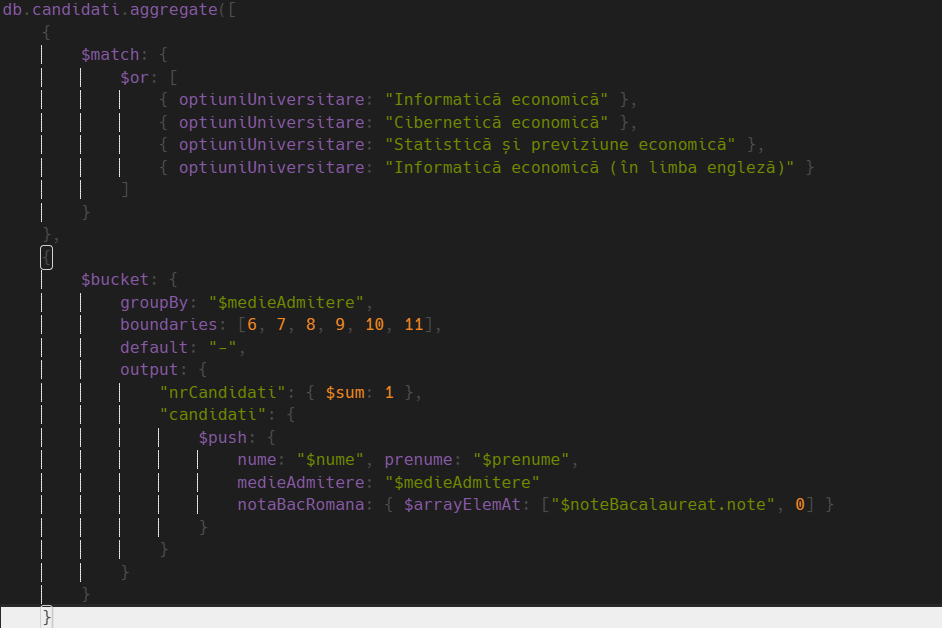 db.candidati.aggregate([
{
$match: {
$or: [
{ optiuniUniversitare: "Informatică economică" },
{ optiuniUniversitare: "Cibernetică economică" },
{ optiuniUniversitare: "Statistică și previziune economică" },
{ optiuniUniversitare: "Informatică economică (în limba engleză)" }
]
}
},
{
$bucket: {
groupBy: "$medieAdmitere",
boundaries: [6, 7, 8, 9, 10, 11],
default: "-",
output: {
"nrCandidati": { $sum: 1 },
"candidati": {
$push: {
nume: "$nume", prenume: "$prenume",
medieAdmitere: "$medieAdmitere"
notaBacRomana: { $arrayElemAt: ["$noteBacalaureat.note", 0] }
}
}
}
}
}